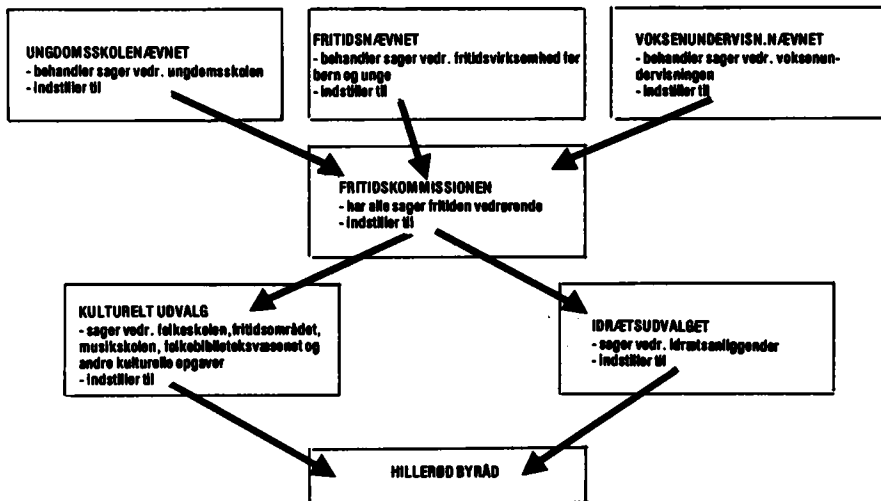 UNGDOMSSKOLENÆVNET
- behandler sager vedr. ungdomsskolen
- indstiller til
FRITIDSNÆVNET
- behandler sager vedr. fritidsvirksomhed for
børn og unge
- indstiller til
VOKSENUNDERVISN.NÆVNET
- behandler sager vedr. voksenun-
dervisningen
- indstiller til
FRITIDSKOMMISSIONEN
- har alle sager fritiden vedrørende
- indstiller til
KULTURELT UDVALG
- sager vedr. folkeskolen,fritidsområdet,
musikskolen, folkebiblioteksvæsenet og
andre kulturelle opgaver
- indstiller til
IDRÆTSUDVALGET
- sager vedr. idrætsanliggender
- indstiller til
HILLERØD BYRÅD